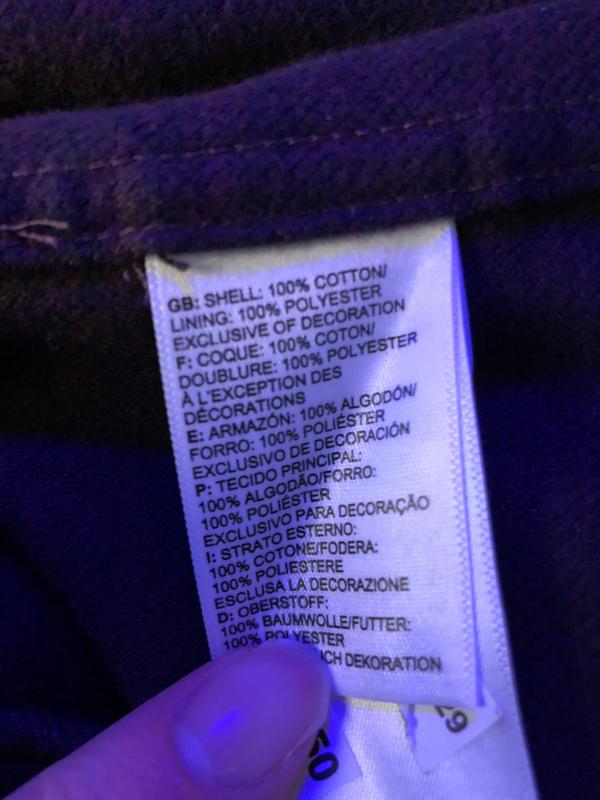 GB: SHELL: 100% COTTON/
LINING: 100% POLYESTER
EXCLUSIVE OF DECORATION
F: COQUE: 100% COTON/
DOUBLURE: 100% POLYESTER
À L'EXCEPTION DES
DÉCORATIONS
E: ARMAZÓN: 100% ALGODÓN/
FORRO: 100% POLIÉSTER
EXCLUSIVO DE DECORACIÓN
P: TECIDO PRINCIPAL:
100% ALGODÃO/FORRO:
100% POLIÉSTER
EXCLUSIVO PARA DECORAÇÃO
I: STRATO ESTERNO:
100% COTONE/FODERA:
100% POLIESTERE
ESCLUSA LA DECORAZIONE
D: OBERSTOFF:
100% BAUMWOLLE/FUTTER:
100% POLYESTER
DEKORATION
50
29